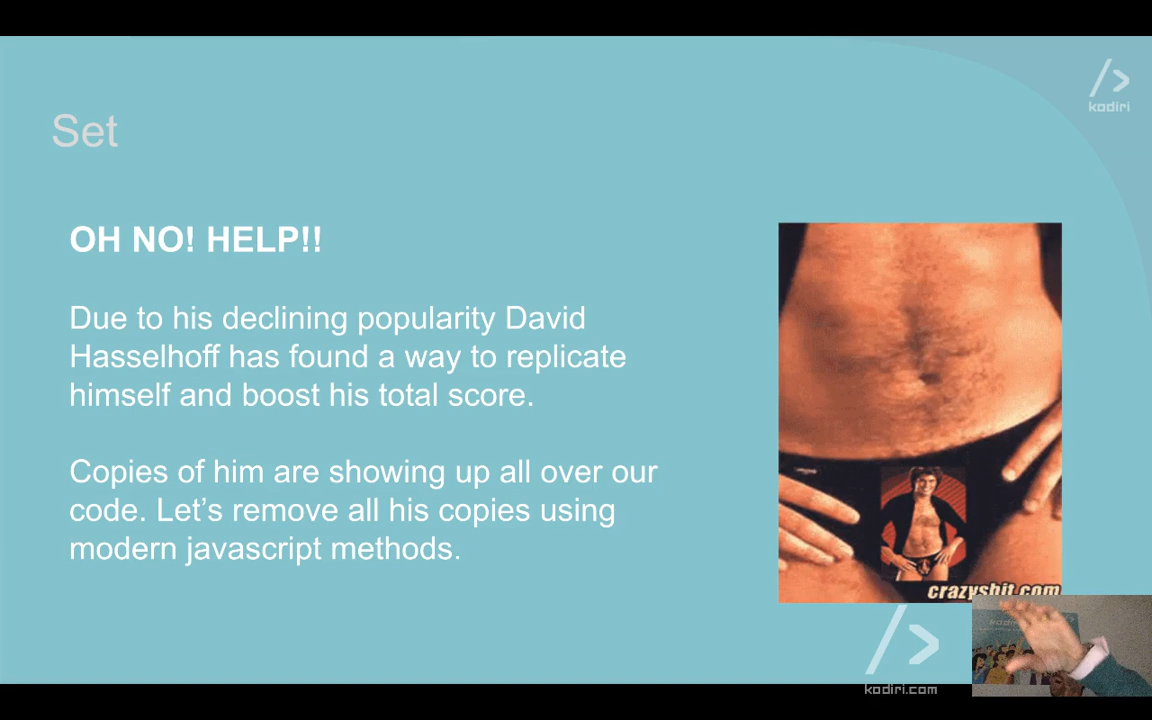 kodiri
Set
OH NO! HELP!!
Due to his declining popularity David
Hasselhoff has found a way to replicate
himself and boost his total score.
Copies of him are showing up all over our
code. Let’s remove all his copies using
modern javascript methods.
crazyshit.com
kodiri.com